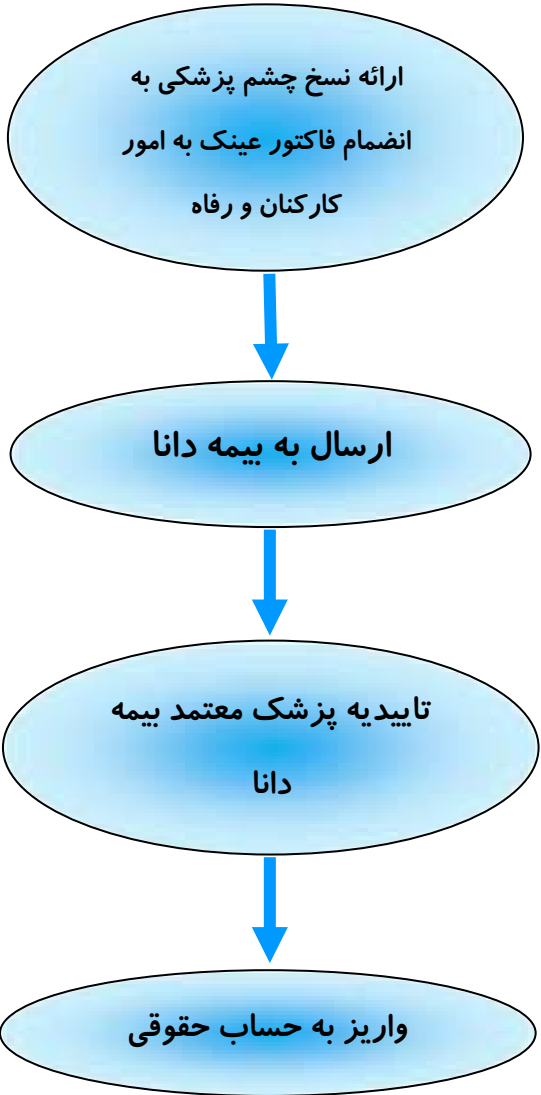 ارائه نسخ چشم پزشکی به
انضمام فاکتور عینک به امور
کارکنان و رفاه
ارسال به بیمه دانا
تاییدیه پزشک معتمد بیمه
دانا
واریز به حساب حقوقی